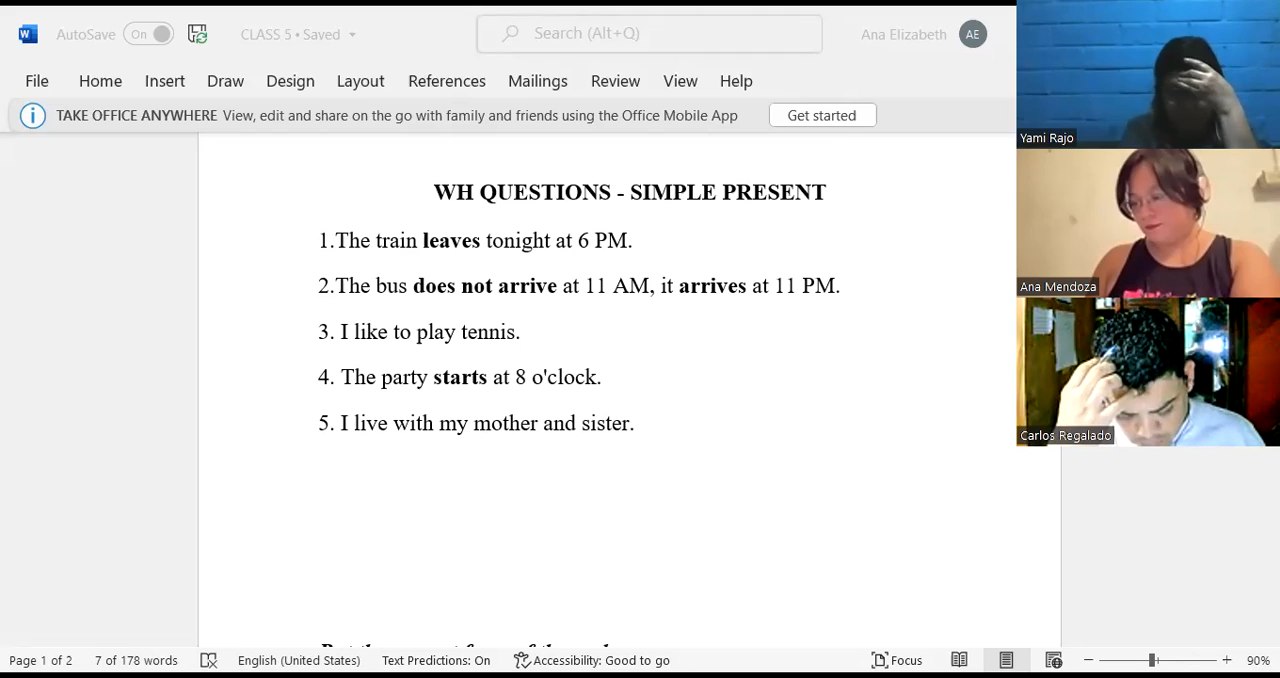 AutoSave On CLASS 5 • Saved Search (Alt+Q) Ana Elizabeth AE
File Home Insert Draw Design Layout References Mailings Review View Help
TAKE OFFICE ANYWHERE View, edit and share on the go with family and friends using the Office Mobile App Get started
Yami Rajo
WH QUESTIONS - SIMPLE PRESENT
1.The train leaves tonight at 6 PM.
2.The bus does not arrive at 11 AM, it arrives at 11 PM.
Ana Mendoza
3. I like to play tennis.
4. The party starts at 8 o'clock.
5. I live with my mother and sister.
Carlos Regalado
Page 1 of 2 7 of 178 words English (United States) Text Predictions: On Accessibility: Good to go Focus 90%